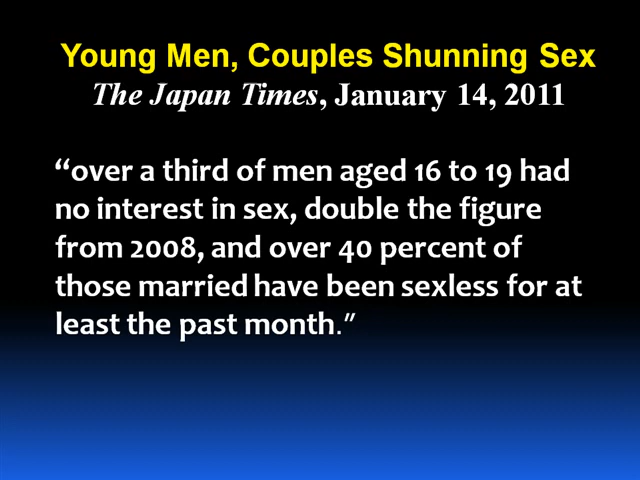 Young Men, Couples Shunning Sex
The Japan Times, January 14, 2011
“over a third of men aged 16 to 19 had
no interest in sex, double the figure
from 2008, and over 40 percent of
those married have been sexless for at
least the past month.”